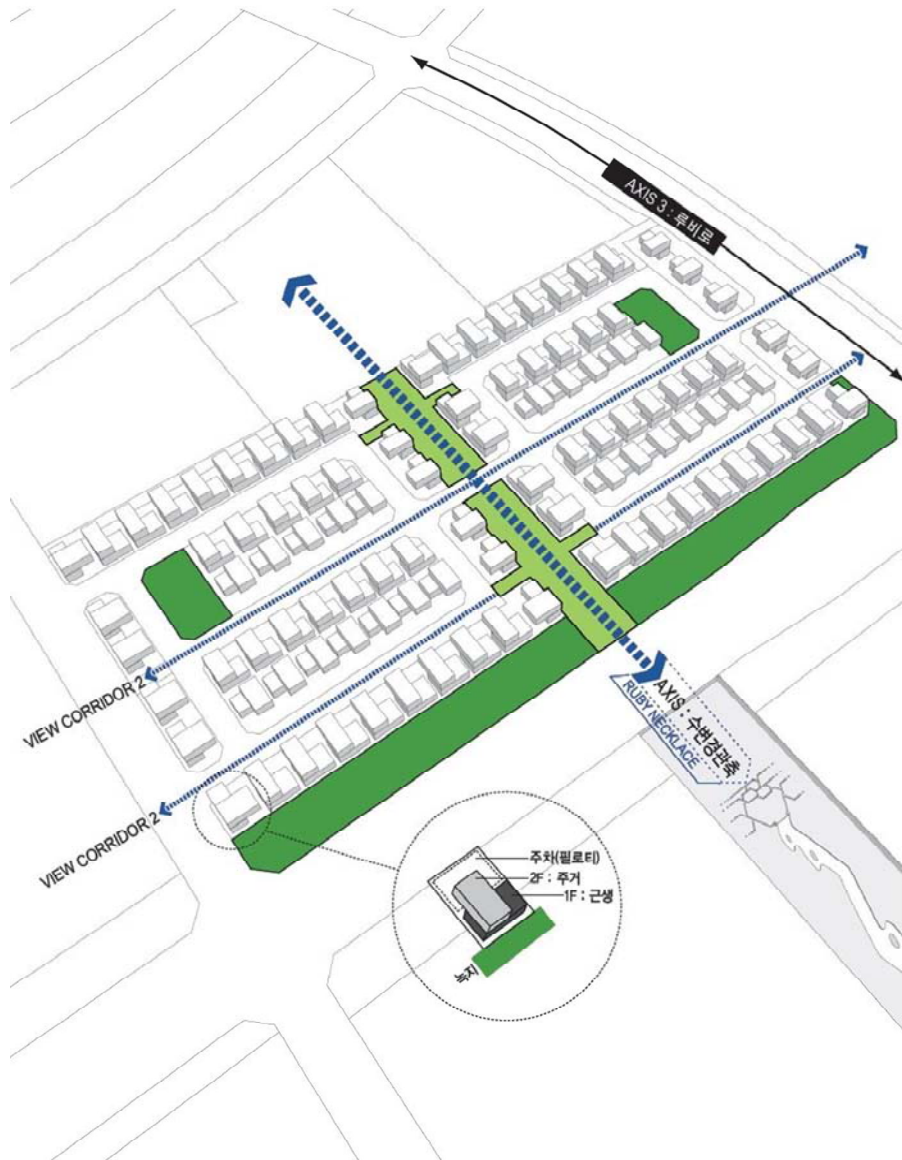 AXIS 3 : 루비로
VIEW CORRIDOR 2
AXIS : 수변경관축
RUBY NECKLACE
VIEW CORRIDOR 2
주차(필로티)
2F : 주거
1F : 근생
녹지